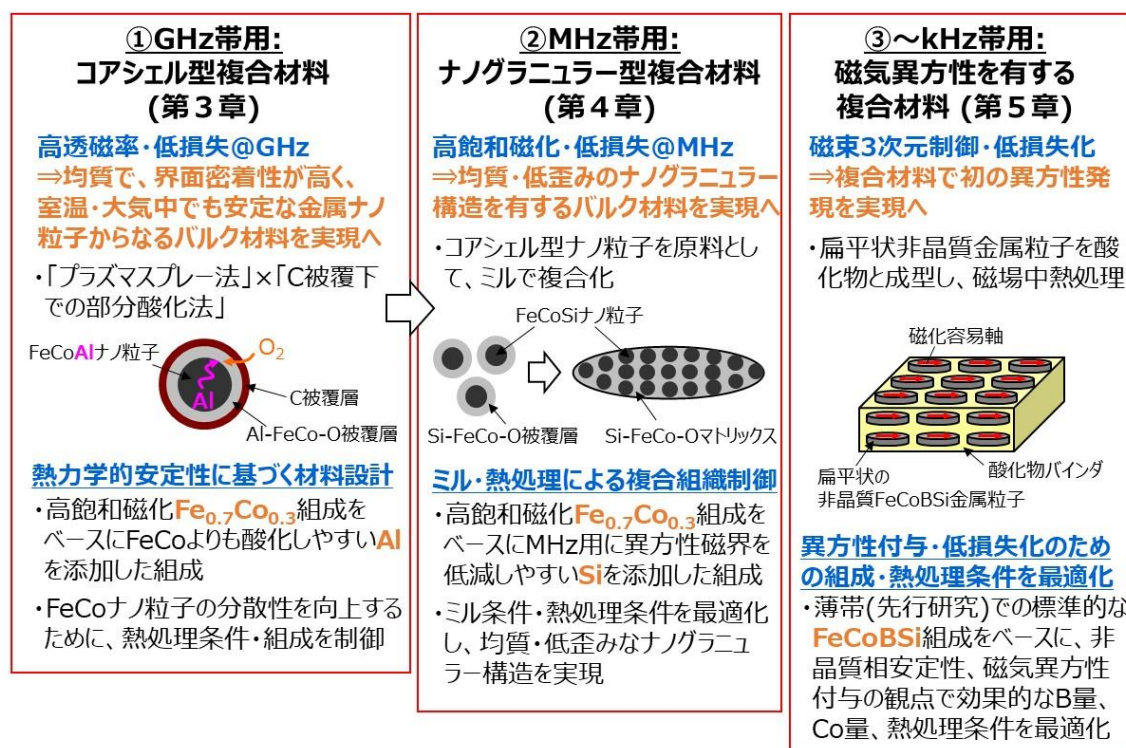 ①GHz帯用:
コアシェル型複合材料
(第３章)
高透磁率・低損失@GHz
⇒均質で、界面密着性が高く、
室温・大気中でも安定な金属ナノ
粒子からなるバルク材料を実現へ
・「プラズマスプレー法」×「C被覆下
での部分酸化法」
FeCoAlナノ粒子
O₂
Al
C被覆層
Al-FeCo-O被覆層
熱力学的安定性に基づく材料設計
・高飽和磁化Fe₀.₇Co₀.₃組成を
ベースにFeCoよりも酸化しやすいAl
を添加した組成
・FeCoナノ粒子の分散性を向上する
ために、熱処理条件・組成を制御
②MHz帯用:
ナノグラニュラー型複合材料
(第４章)
高飽和磁化・低損失@MHz
⇒均質・低歪みのナノグラニュラー
構造を有するバルク材料を実現へ
・コアシェル型ナノ粒子を原料とし
て、ミルで複合化
FeCoSiナノ粒子
Si-FeCo-O被覆層
Si-FeCo-Oマトリックス
ミル・熱処理による複合組織制御
・高飽和磁化Fe₀.₇Co₀.₃組成を
ベースにMHz用に異方性磁界を
低減しやすいSiを添加した組成
・ミル条件・熱処理条件を最適化
し、均質・低歪みなナノグラニュ
ラー構造を実現
③～kHz帯用:
磁気異方性を有する
複合材料 (第５章)
磁束3次元制御・低損失化
⇒複合材料で初の異方性発
現を実現へ
・扁平状非晶質金属粒子を酸
化物と成型し、磁場中熱処理
磁化容易軸
扁平状の
非晶質FeCoBSi金属粒子
酸化物バインダ
異方性付与・低損失化のため
の組成・熱処理条件を最適化
・薄帯(先行研究)での標準的な
FeCoBSi組成をベースに、非
晶質相安定性、磁気異方性
付与の観点で効果的なB量、
Co量、熱処理条件を最適化